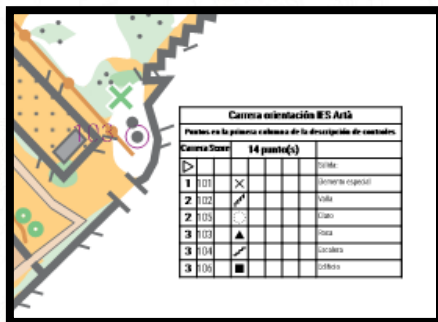 103
Carrera orientación IES Artà
Puntos en la primera columna de la descripción de controles
Carrera Score 14 punto(s)
Salida:
1 101 Elemento especial
2 102 Valla
2 105 Claro
3 103 Roca
3 104 Escalera
3 106 Edificio